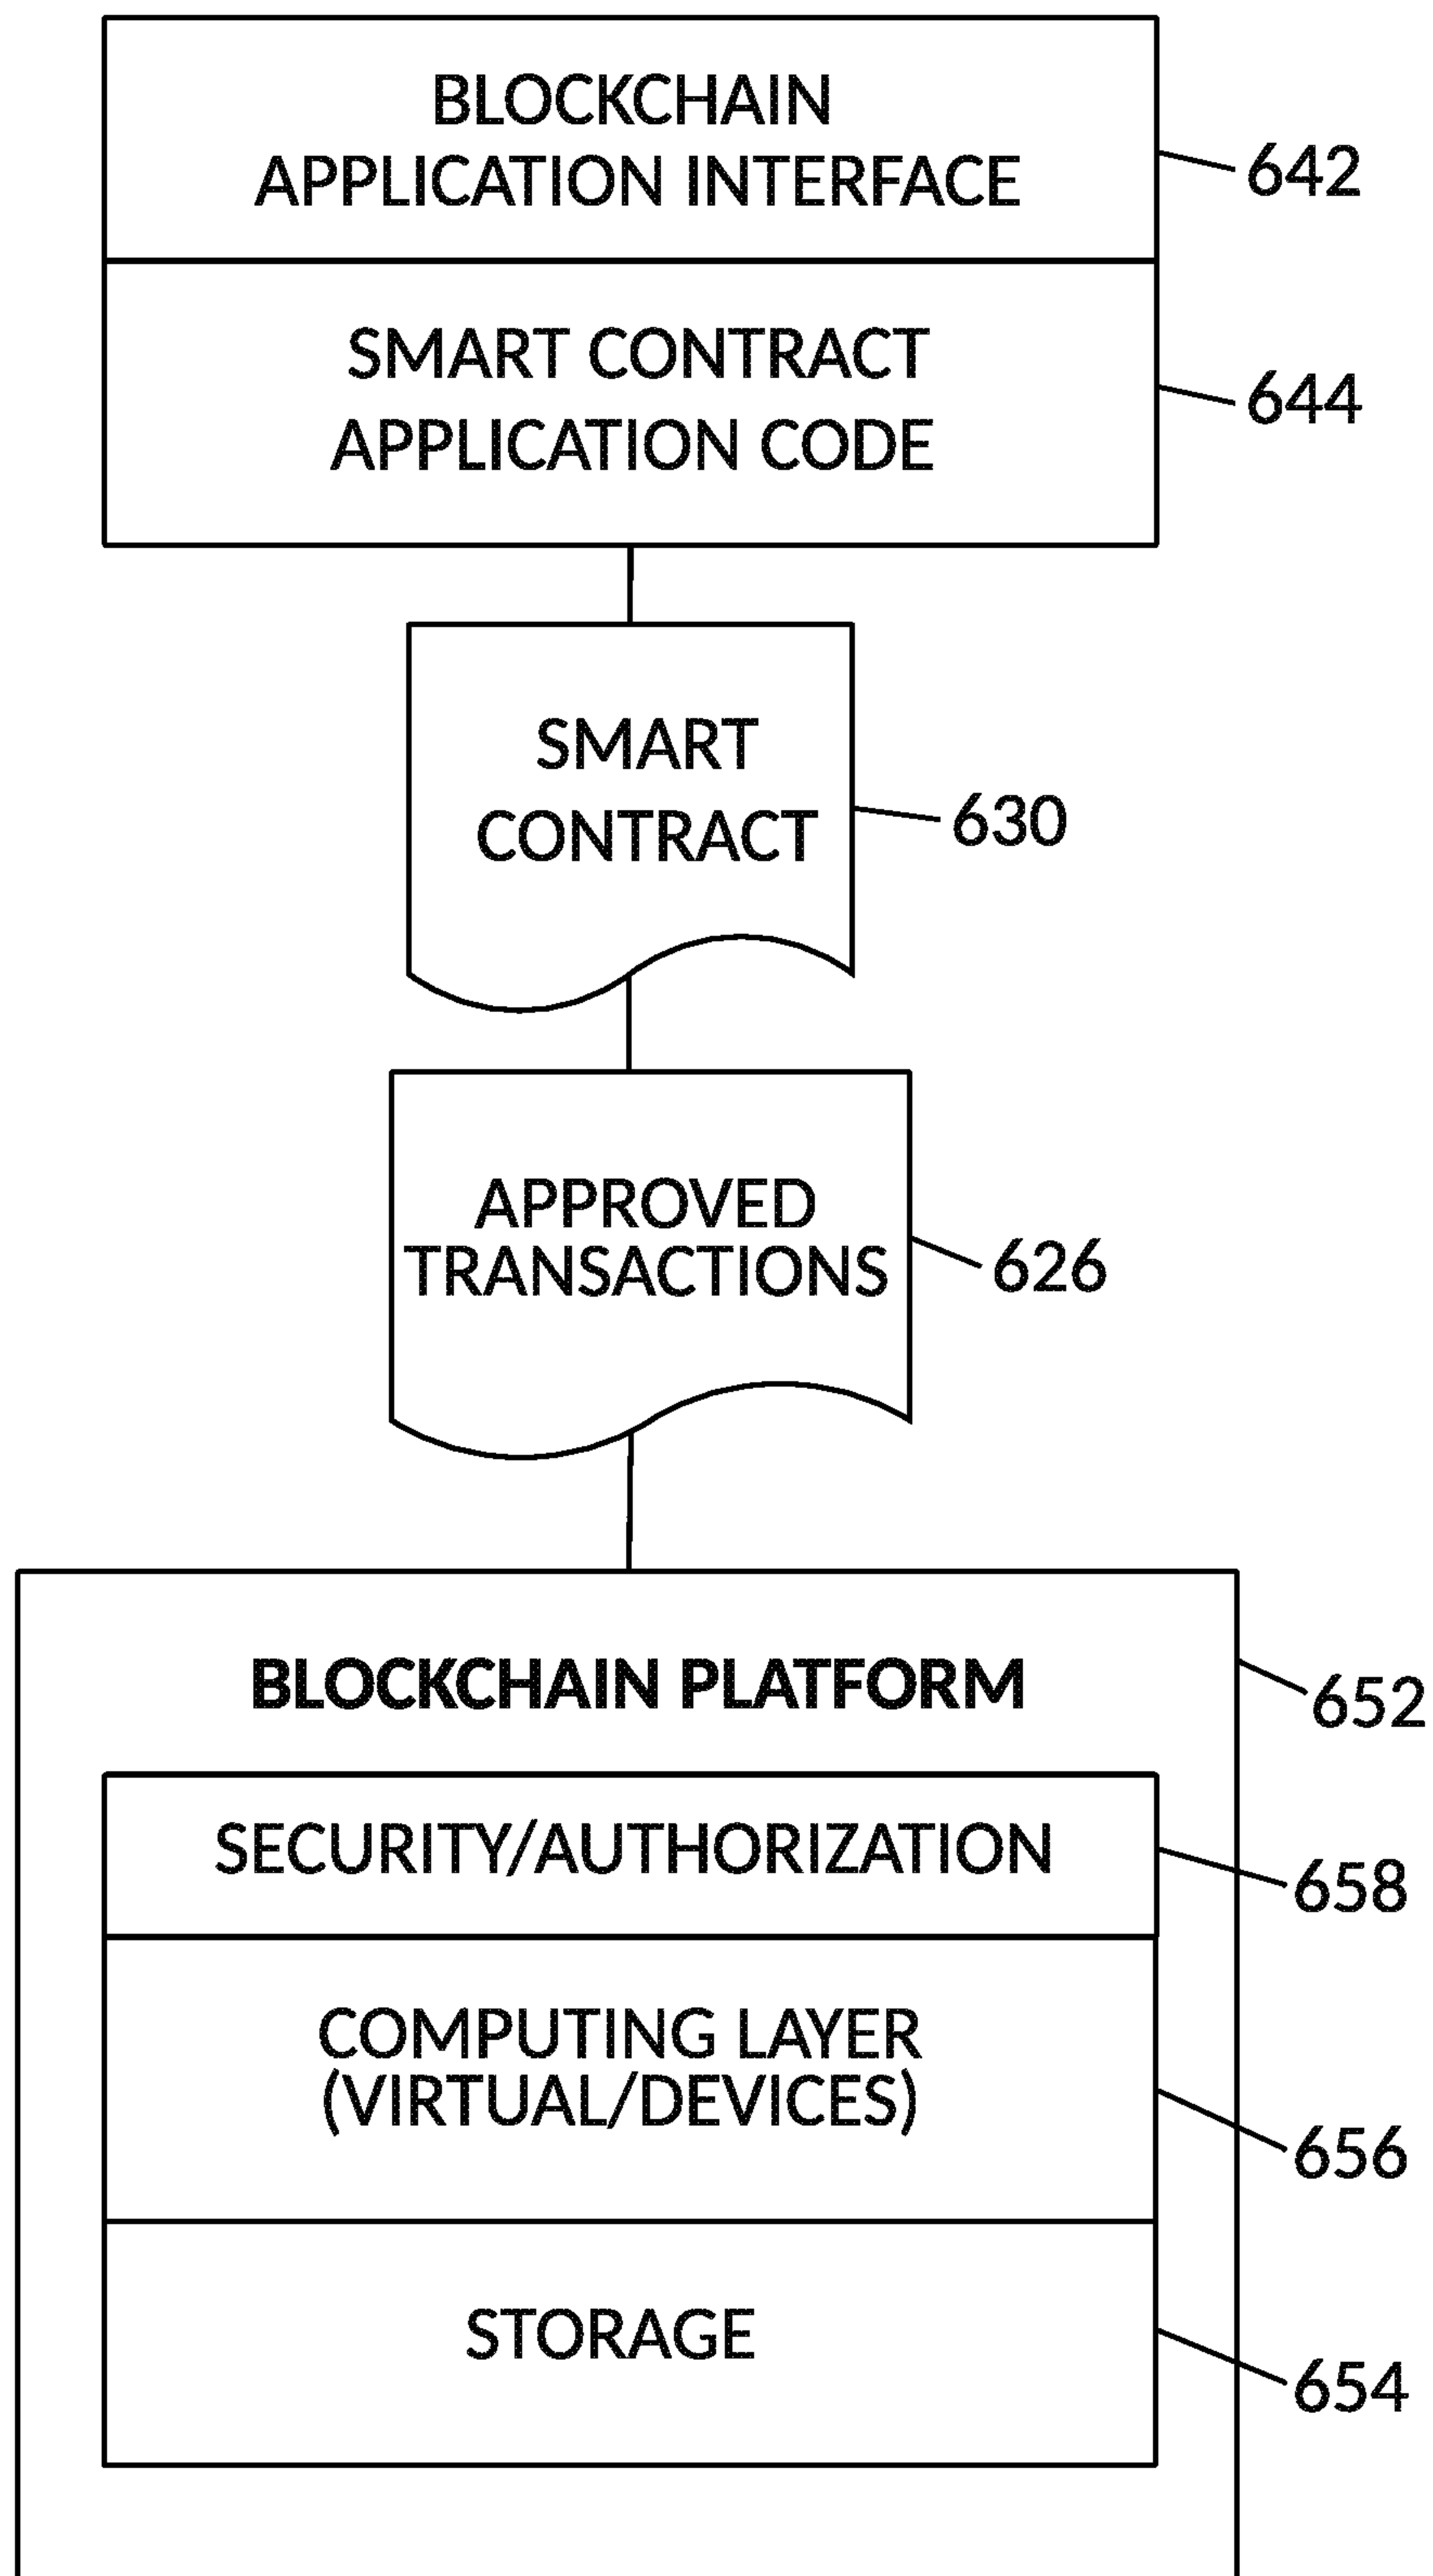 BLOCKCHAIN
APPLICATION INTERFACE
642
SMART CONTRACT
APPLICATION CODE
644
SMART
CONTRACT
630
APPROVED
TRANSACTIONS
626
BLOCKCHAIN PLATFORM
652
SECURITY/AUTHORIZATION
658
COMPUTING LAYER
(VIRTUAL/DEVICES)
656
STORAGE
654